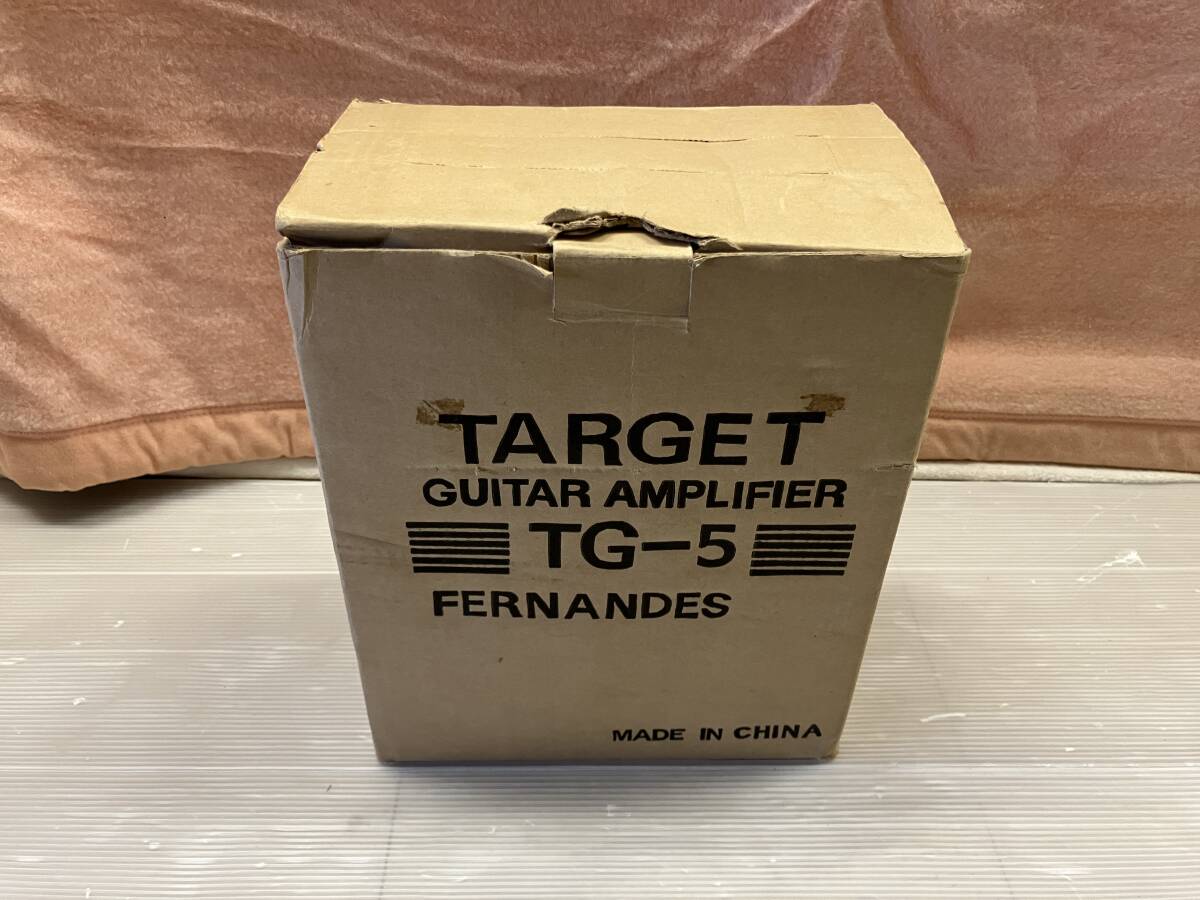 TARGET
GUITAR AMPLIFIER
TG-5
FERNANDES
MADE IN CHINA